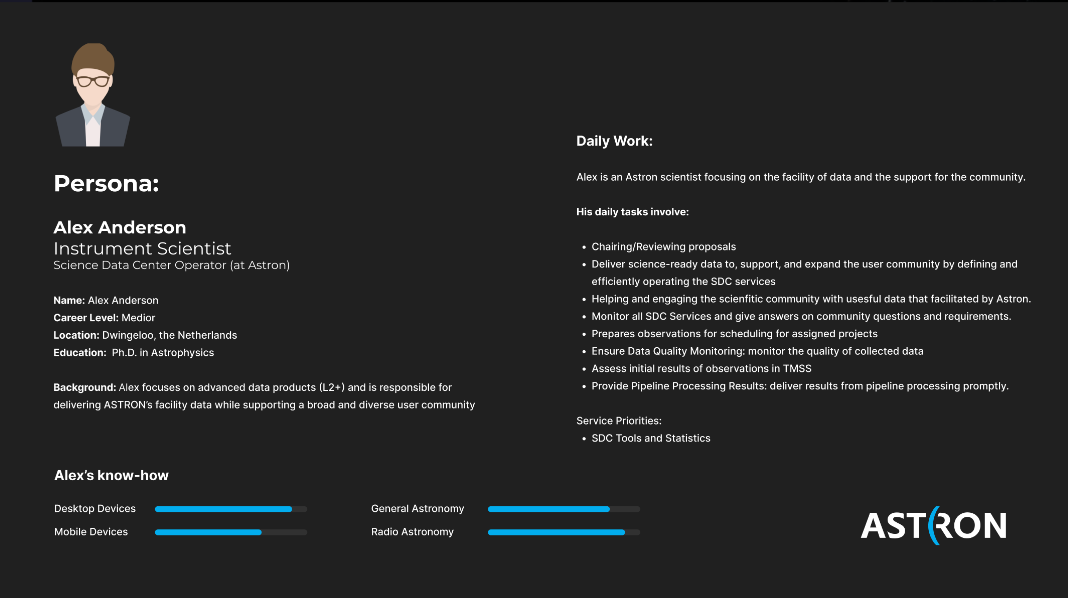 Persona:
Alex Anderson
Instrument Scientist
Science Data Center Operator (at Astron)
Name: Alex Anderson
Career Level: Medior
Location: Dwingeloo, the Netherlands
Education: Ph.D. in Astrophysics
Background: Alex focuses on advanced data products (L2+) and is responsible for
delivering ASTRON's facility data while supporting a broad and diverse user community
Daily Work:
Alex is an Astron scientist focusing on the facility of data and the support for the community.
His daily tasks involve:
• Chairing/Reviewing proposals
• Deliver science-ready data to, support, and expand the user community by defining and
efficiently operating the SDC services
• Helping and engaging the scienfitic community with usesful data that facilitated by Astron.
• Monitor all SDC Services and give answers on community questions and requirements.
• Prepares observations for scheduling for assigned projects
• Ensure Data Quality Monitoring: monitor the quality of collected data
• Assess initial results of observations in TMSS
• Provide Pipeline Processing Results: deliver results from pipeline processing promptly.
Service Priorities:
• SDC Tools and Statistics
Alex's know-how
Desktop Devices
Mobile Devices
General Astronomy
Radio Astronomy
ASTRON